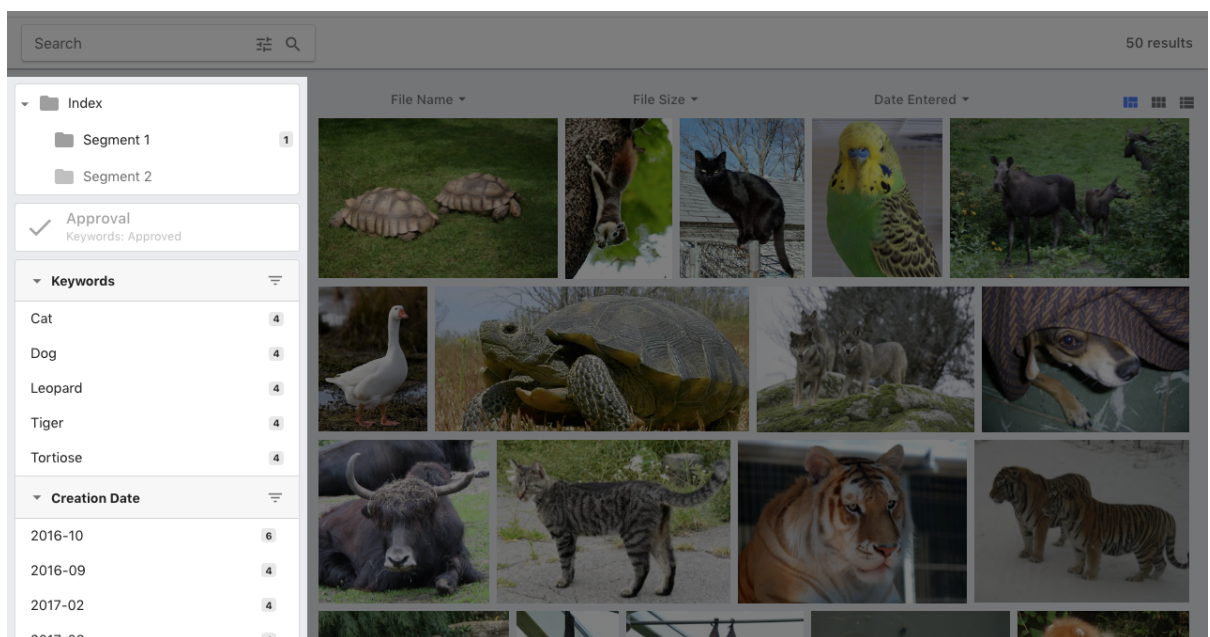 Search
50 results
Index
Segment 1 1
Segment 2
Approval
Keywords: Approved
Keywords
Cat 4
Dog 4
Leopard 4
Tiger 4
Tortiose 4
Creation Date
2016-10 6
2016-09 4
2017-02 4
File Name
File Size
Date Entered